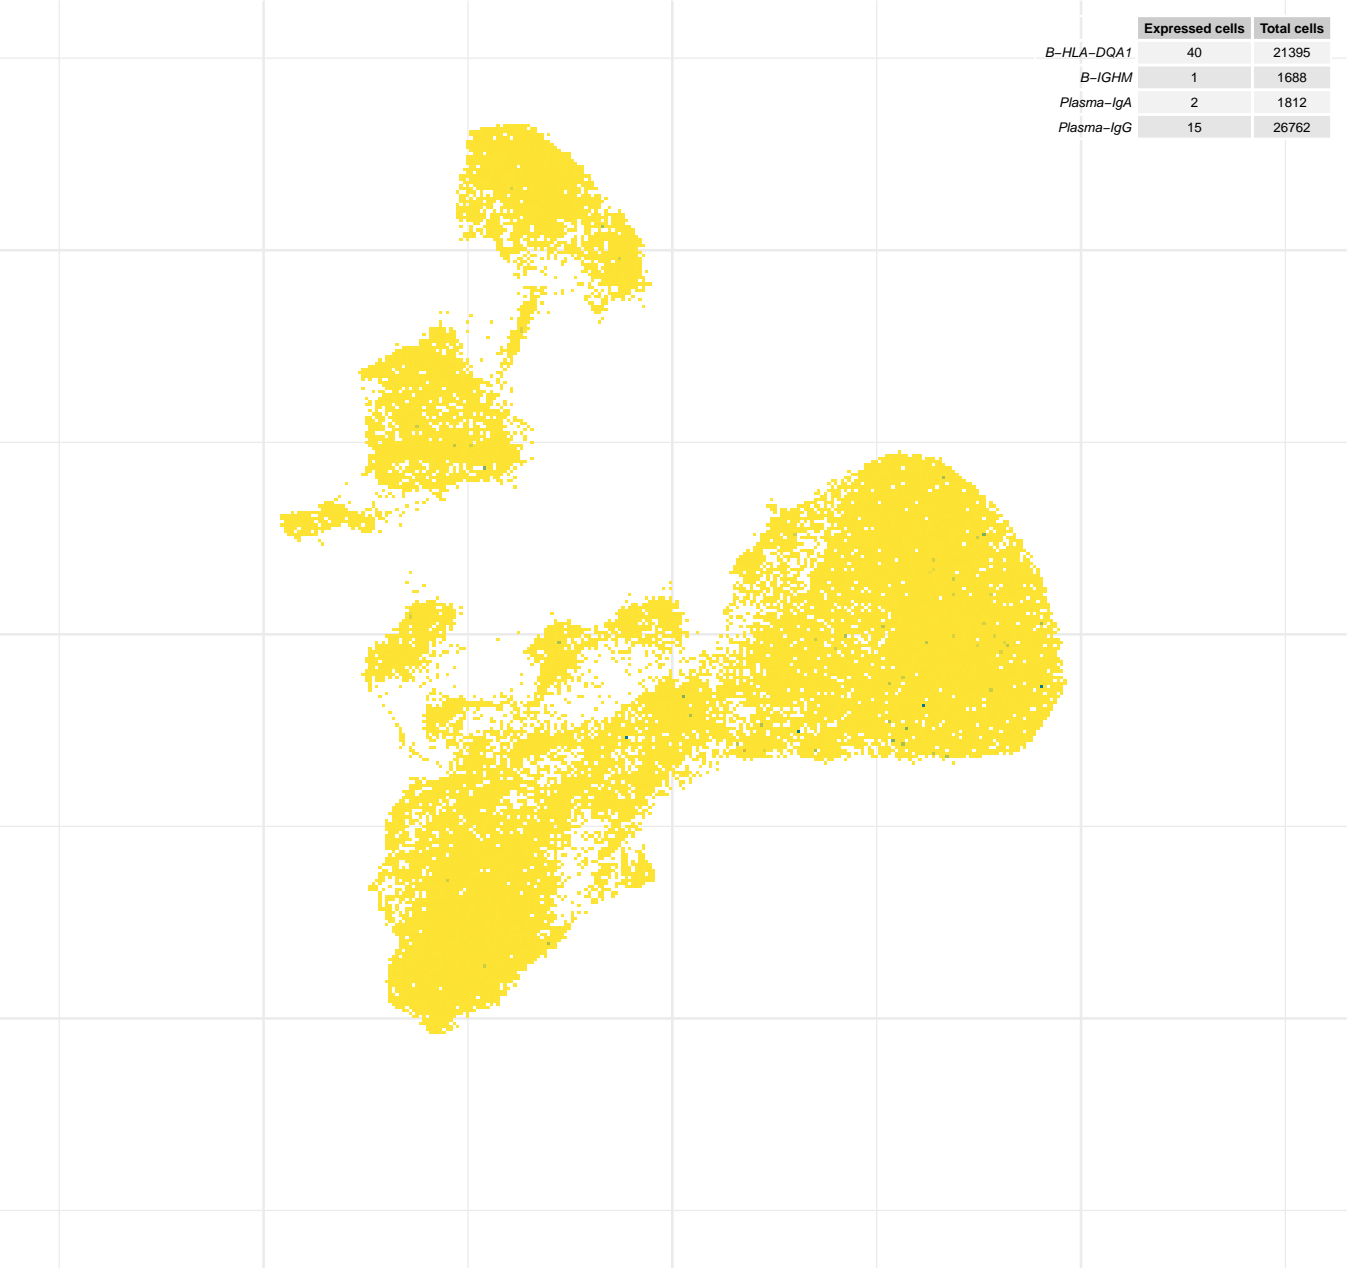 Expressed cells Total cells
B−HLA−DQA1 40 21395
B−IGHM 1 1688
Plasma−IgA 2 1812
Plasma−IgG 15 26762